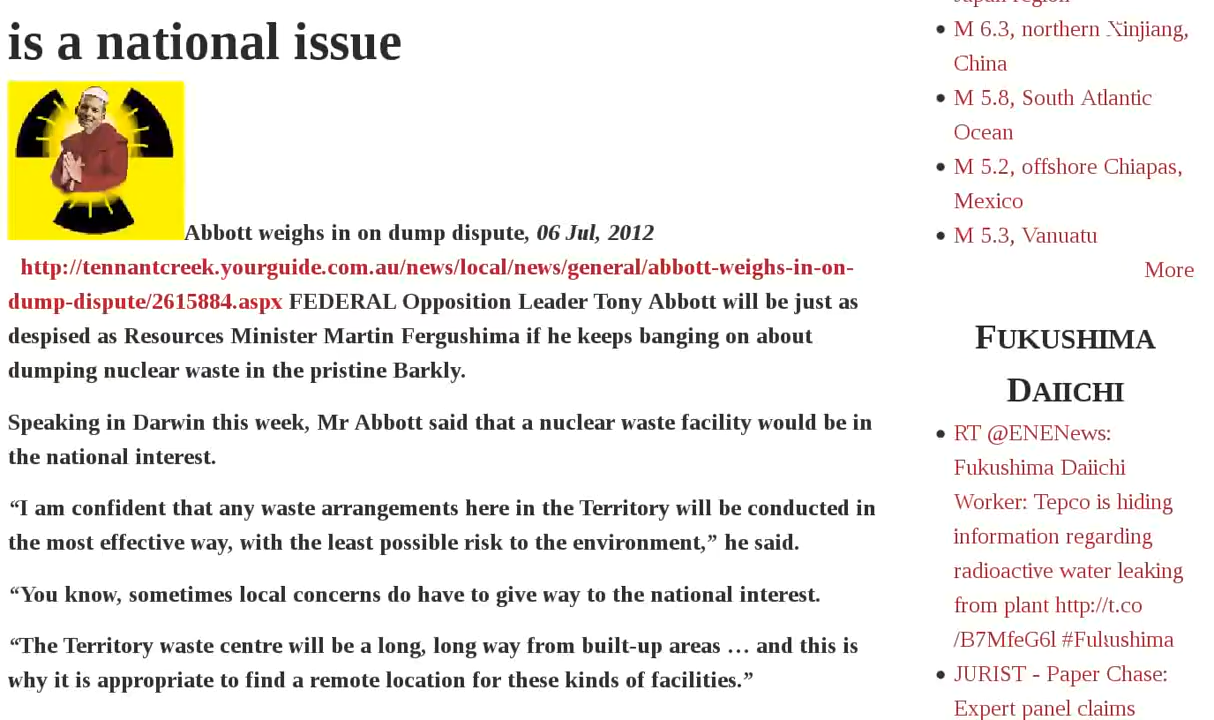 is a national issue
Abbott weighs in on dump dispute, 06 Jul, 2012
http://tennantcreek.yourguide.com.au/news/local/news/general/abbott-weighs-in-on-
dump-dispute/2615884.aspx FEDERAL Opposition Leader Tony Abbott will be just as
despised as Resources Minister Martin Fergushima if he keeps banging on about
dumping nuclear waste in the pristine Barkly.
Speaking in Darwin this week, Mr Abbott said that a nuclear waste facility would be in
the national interest.
“I am confident that any waste arrangements here in the Territory will be conducted in
the most effective way, with the least possible risk to the environment,” he said.
“You know, sometimes local concerns do have to give way to the national interest.
“The Territory waste centre will be a long, long way from built-up areas … and this is
why it is appropriate to find a remote location for these kinds of facilities.”
Japan region
M 6.3, northern Xinjiang,
China
M 5.8, South Atlantic
Ocean
M 5.2, offshore Chiapas,
Mexico
M 5.3, Vanuatu
More
FUKUSHIMA
DAIICHI
RT @ENENews:
Fukushima Daiichi
Worker: Tepco is hiding
information regarding
radioactive water leaking
from plant http://t.co
/B7MfeG6l #Fukushima
JURIST - Paper Chase:
Expert panel claims